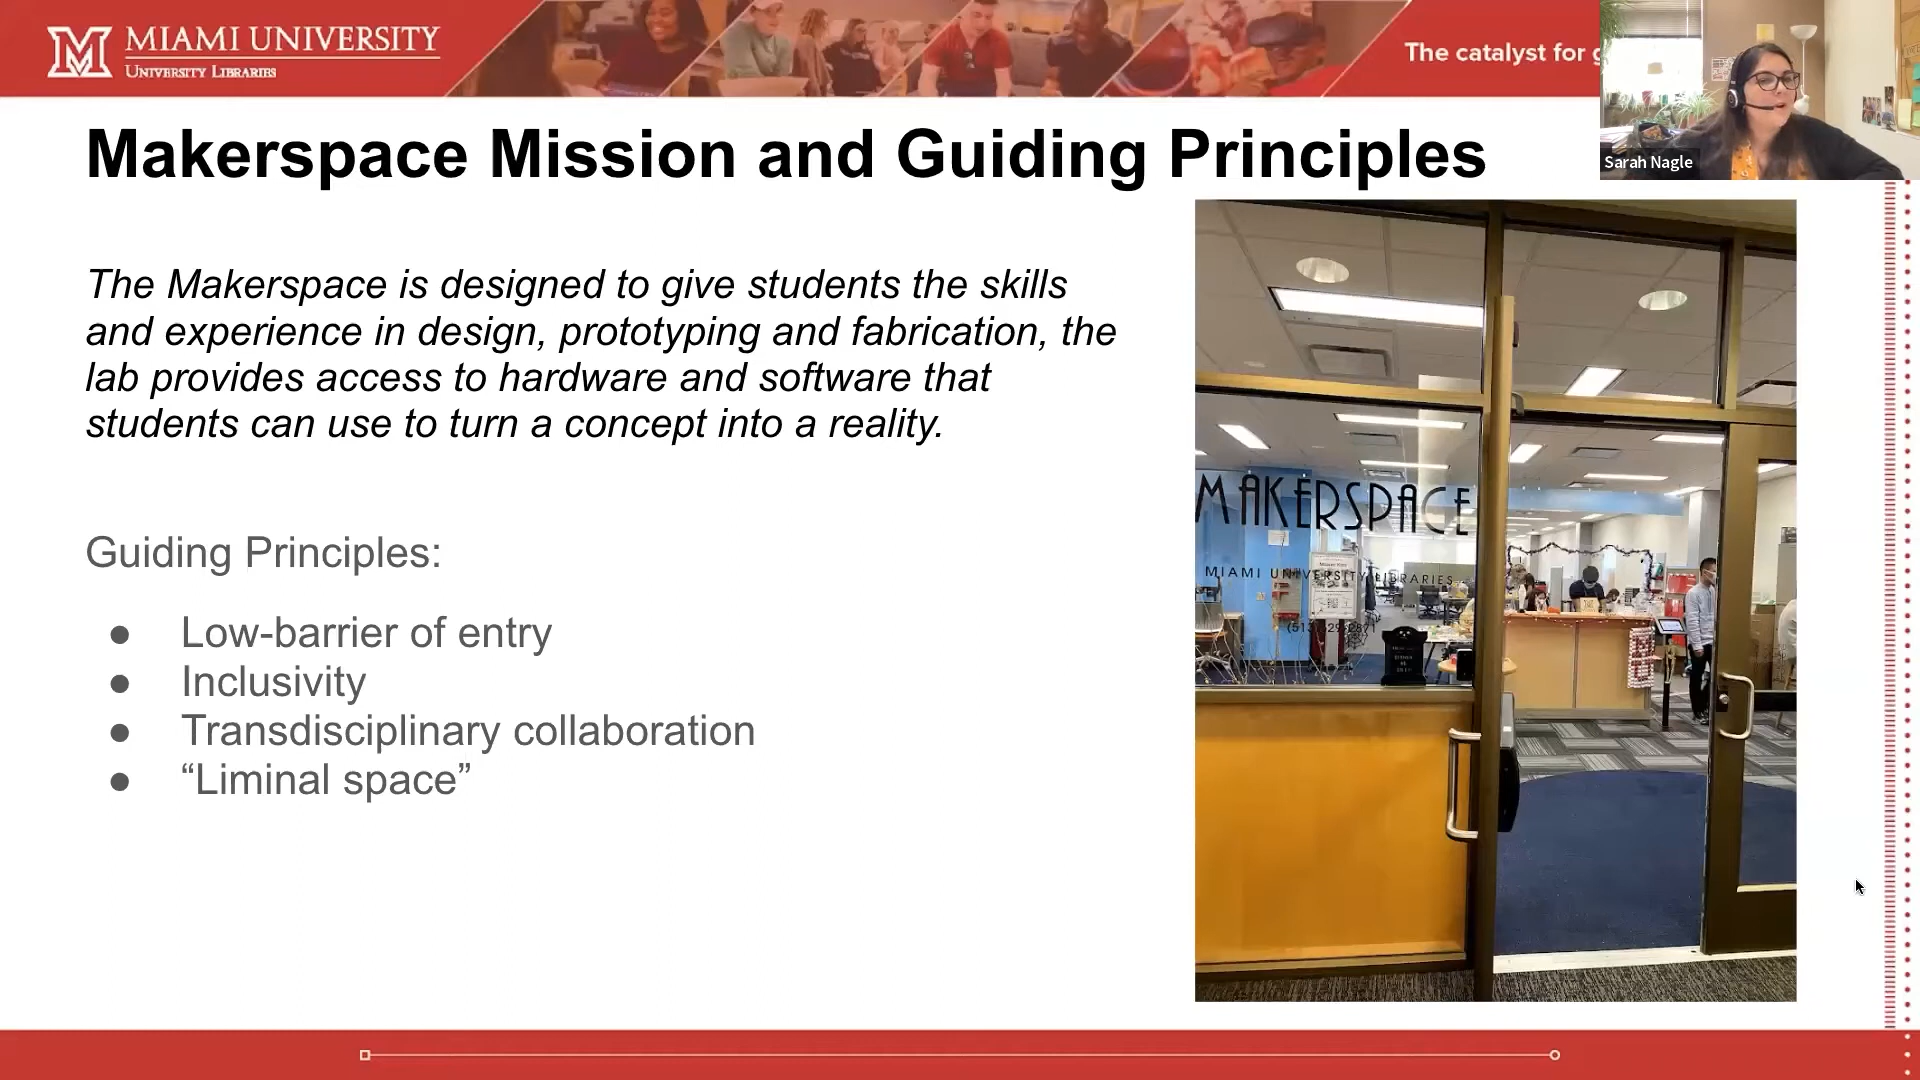 MIAMI UNIVERSITY
UNIVERSITY LIBRARIES
The catalyst for
Sarah Nagle
Makerspace Mission and Guiding Principles
The Makerspace is designed to give students the skills
and experience in design, prototyping and fabrication, the
lab provides access to hardware and software that
students can use to turn a concept into a reality.
Guiding Principles:
● Low-barrier of entry
● Inclusivity
● Transdisciplinary collaboration
● “Liminal space”
MAKERSPACE
MIAMI UNIVERSITY LIBRARIES